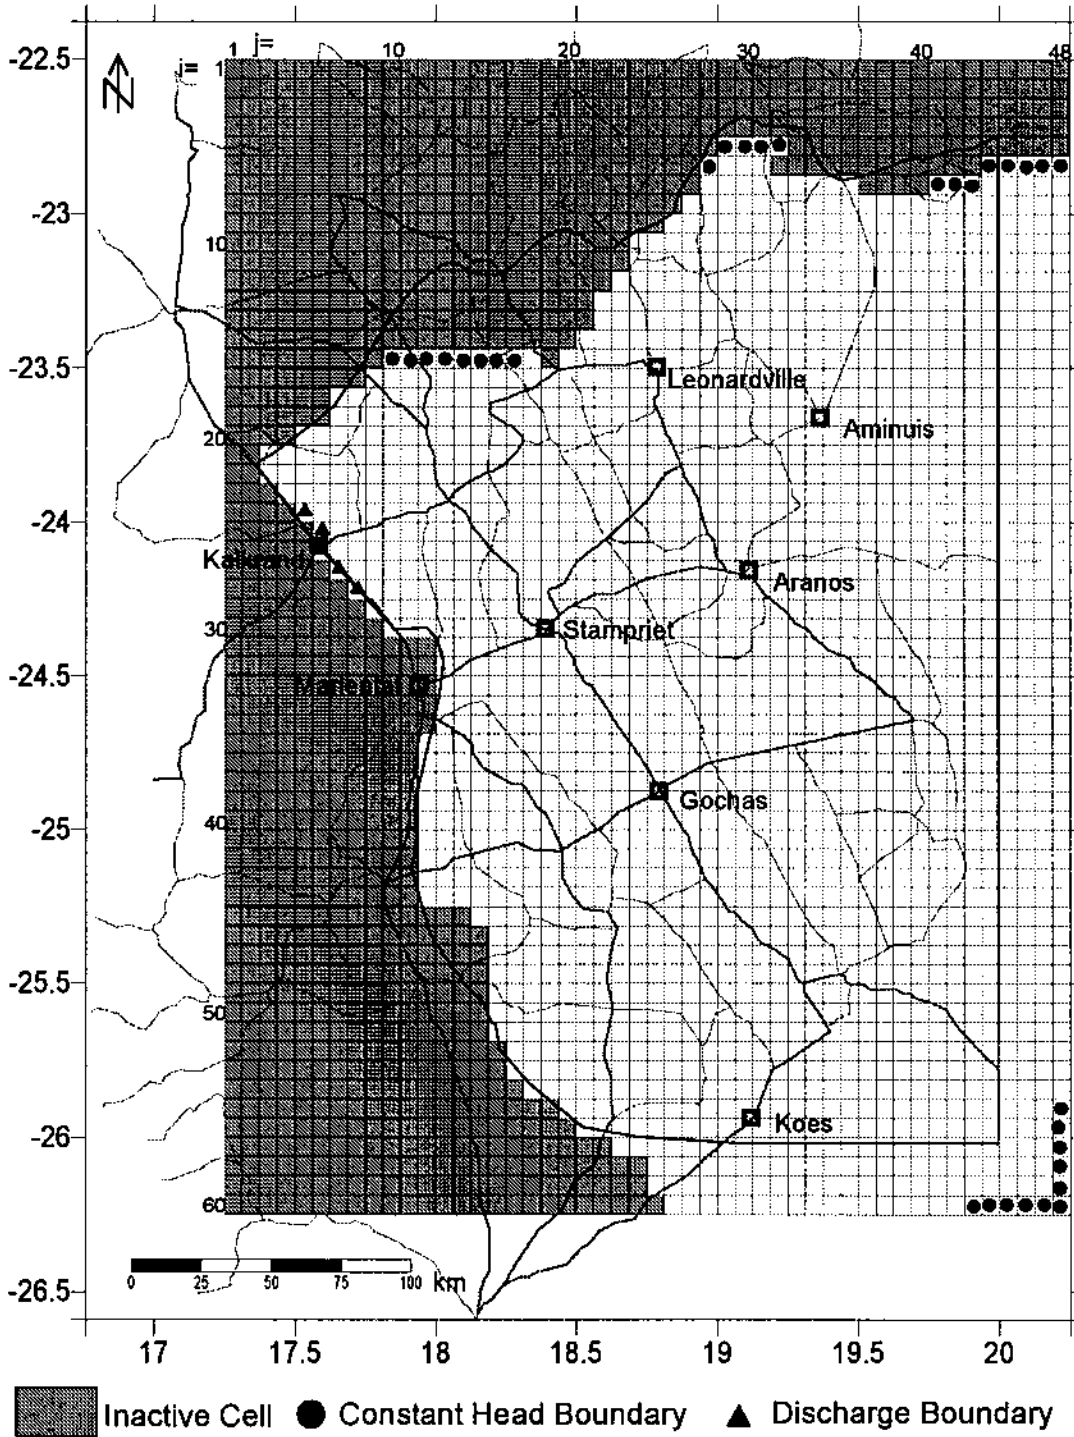 1 j= 10 20 30 40 48
-22.5 i= 1
N
-23
10
-23.5
Leonardville
Aminuis
20
-24
Kalkrand
Aranos
Stampriet
30
-24.5
Mariental
Gochas
-25
40
-25.5
50
-26
Koes
60
0 25 50 75 100 km
-26.5
17 17.5 18 18.5 19 19.5 20
Inactive Cell Constant Head Boundary Discharge Boundary